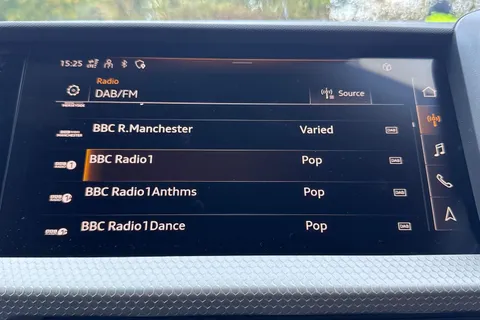 15:25
Radio
DAB/FM
Source
BBC R.Manchester Varied DAB
BBC Radio1 Pop DAB
BBC Radio1Anthms Pop DAB
BBC Radio1Dance Pop DAB